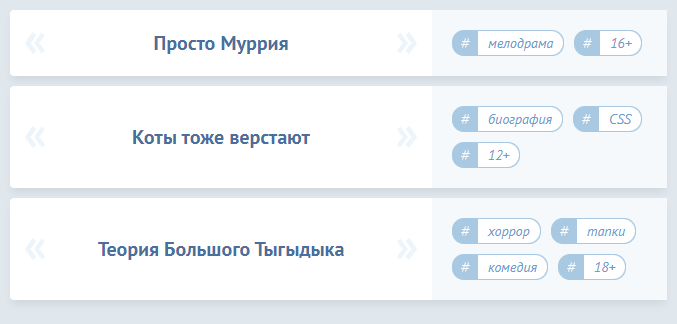 « Просто Муррия »
# мелодрама # 16+
« Коты тоже верстают »
# биография # CSS
# 12+
« Теория Большого Тыгыдыка »
# хоррор # тапки
# комедия # 18+